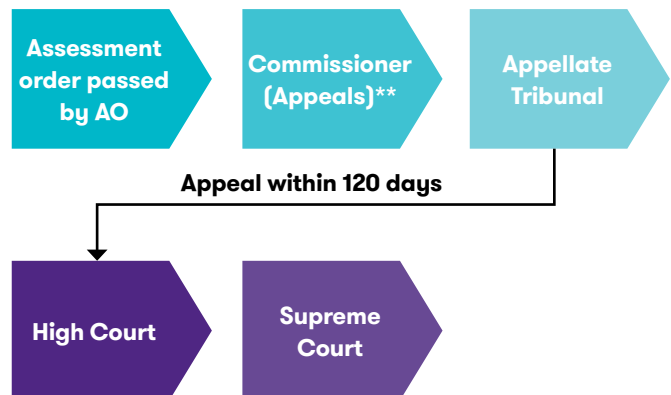 Assessment
order passed
by AO
Commissioner
(Appeals)**
Appellate
Tribunal
Appeal within 120 days
High Court
Supreme
Court